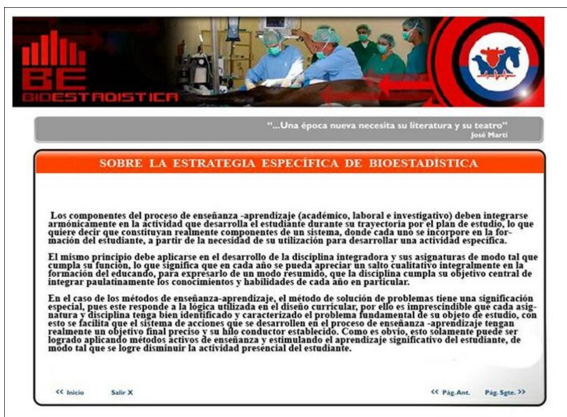 BE
BIOESTADISTICA
"...Una época nueva necesita su literatura y su teatro"
José Martí
SOBRE LA ESTRATEGIA ESPECÍFICA DE BIOESTADÍSTICA
Los componentes del proceso de enseñanza -aprendizaje (académico, laboral e investigativo) deben integrarse
armónicamente en la actividad que desarrolla el estudiante durante su trayectoria por el plan de estudio, lo que
quiere decir que constituyan realmente componentes de un sistema, donde cada uno se incorpore en la for-
mación del estudiante, a partir de la necesidad de su utilización para desarrollar una actividad específica.
El mismo principio debe aplicarse en el desarrollo de la disciplina integradora y sus asignaturas de modo tal que
cumpla su función, lo que significa que en cada año se pueda apreciar un salto cualitativo integralmente en la
formación del educando, para expresarlo de un modo resumido, que la disciplina cumpla su objetivo central de
integrar paulatinamente los conocimientos y habilidades de cada año en particular.
En el caso de los métodos de enseñanza-aprendizaje, el método de solución de problemas tiene una significación
especial, pues este responde a la lógica utilizada en el diseño curricular, por ello es imprescindible que cada asig-
natura y disciplina tenga bien identificado y caracterizado el problema fundamental de su objeto de estudio, con
esto se facilita que el sistema de acciones que se desarrollen en el proceso de enseñanza -aprendizaje tengan
realmente un objetivo final preciso y su hilo conductor establecido. Como es obvio, esto solamente puede ser
logrado aplicando métodos activos de enseñanza y estimulando el aprendizaje significativo del estudiante, de
modo tal que se logre disminuir la actividad presencial del estudiante.
<< Inicio Salir X << Pág.Ant. Pág. Sgte. >>